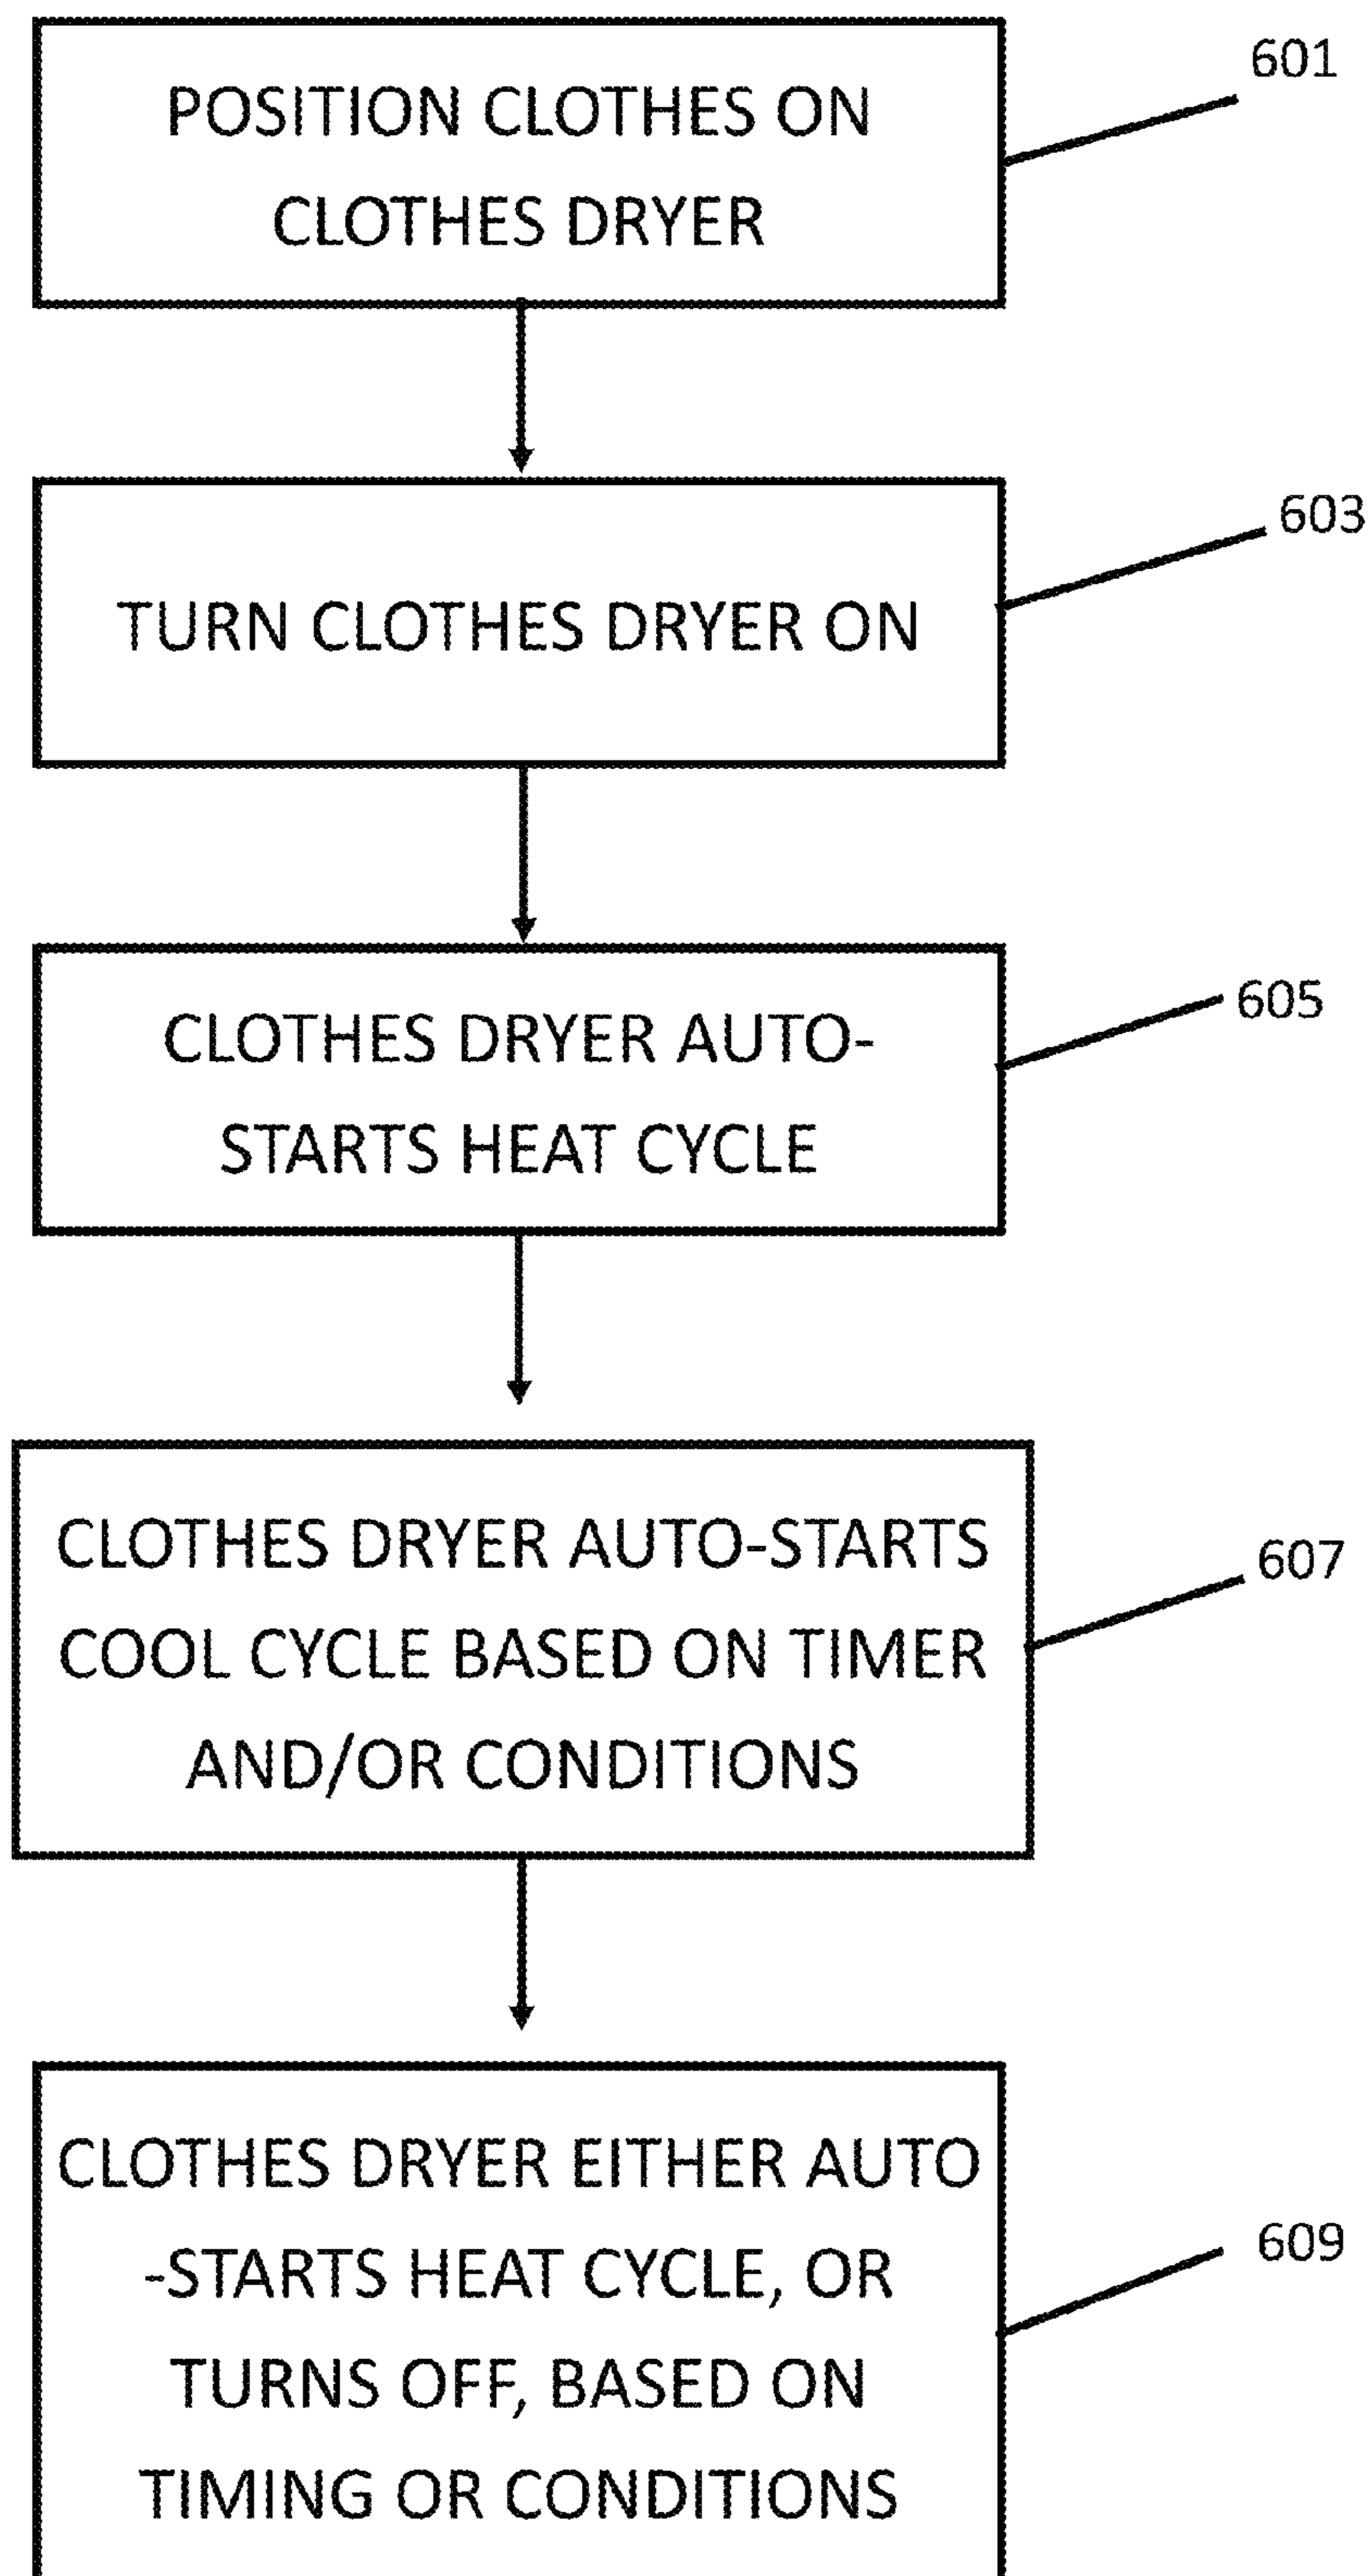 601
POSITION CLOTHES ON
CLOTHES DRYER
603
TURN CLOTHES DRYER ON
605
CLOTHES DRYER AUTO-
STARTS HEAT CYCLE
607
CLOTHES DRYER AUTO-STARTS
COOL CYCLE BASED ON TIMER
AND/OR CONDITIONS
609
CLOTHES DRYER EITHER AUTO
-STARTS HEAT CYCLE, OR
TURNS OFF, BASED ON
TIMING OR CONDITIONS